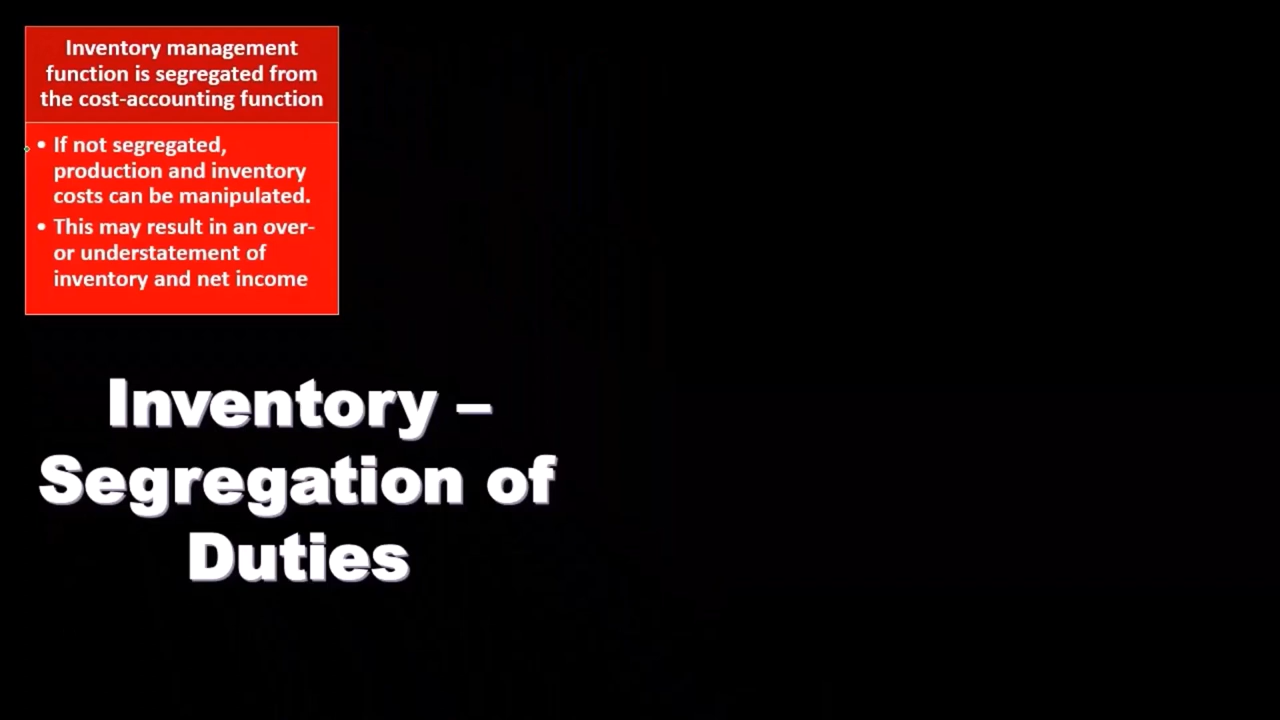 Inventory management
function is segregated from
the cost-accounting function
• If not segregated,
production and inventory
costs can be manipulated.
• This may result in an over-
or understatement of
inventory and net income
Inventory –
Segregation of
Duties